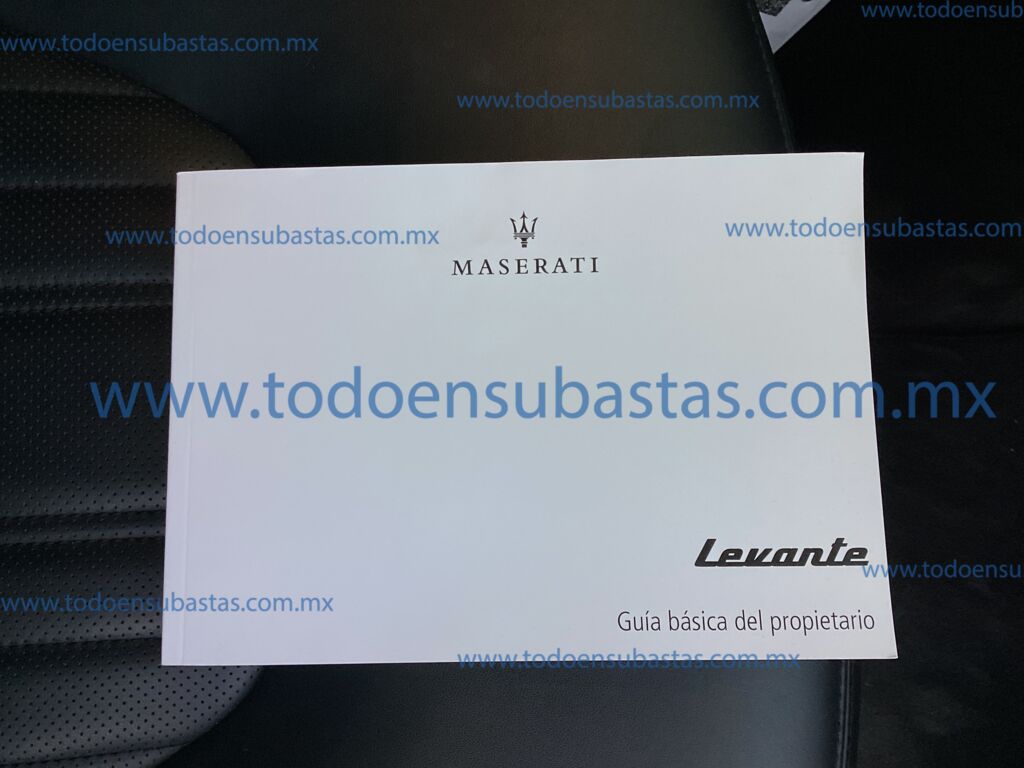 www.todoensub
www.todoensubastas.com.mx
www.todoensubastas.com.mx
www.todoensubastas.com.mx
www.todoensubastas.com
MASERATI
www.todoensubastas.com.mx
Levante
www.todoensu
www.todoensubastas.com.mx
Guía básica del propietario
www.todoensubastas.com.mx